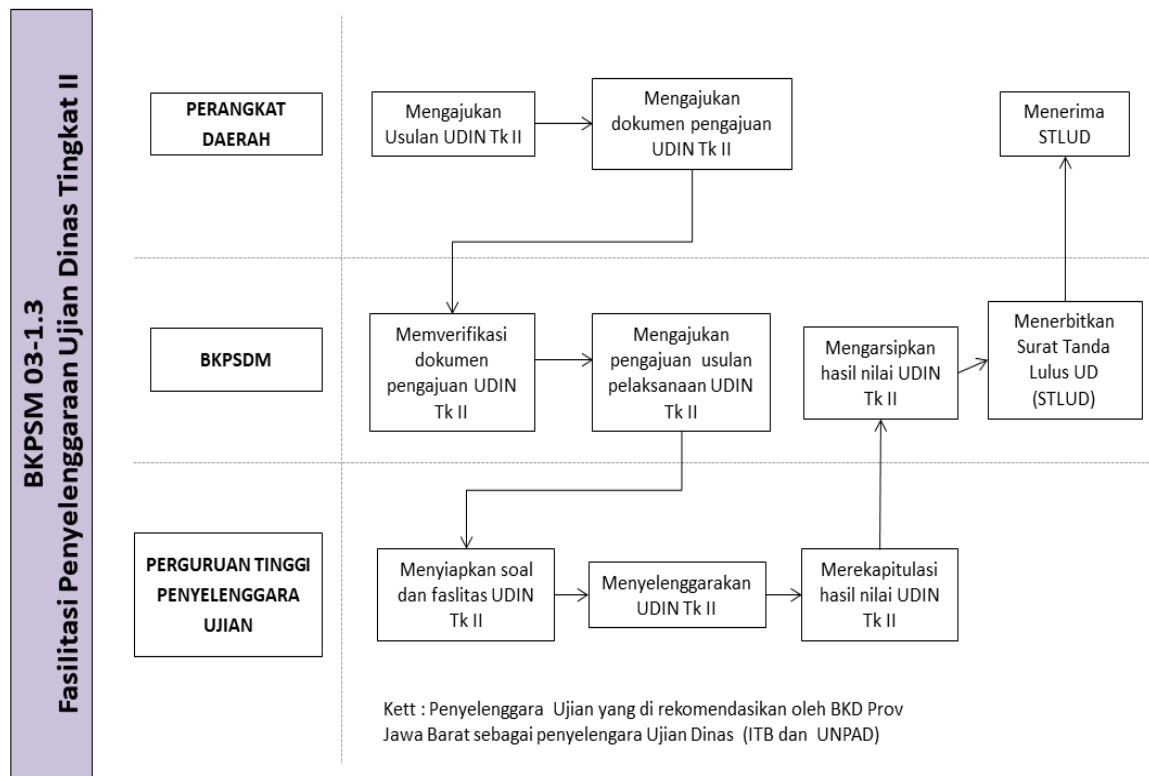 BKPSM 03-1.3
Fasilitasi Penyelenggaraan Ujian Dinas Tingkat II
PERANGKAT
DAERAH
Mengajukan
Usulan UDIN Tk II
Mengajukan
dokumen pengajuan
UDIN Tk II
Menerima
STLUD
BKPSDM
Memverifikasi
dokumen
pengajuan UDIN
Tk II
Mengajukan
pengajuan usulan
pelaksanaan UDIN
Tk II
Mengarsipkan
hasil nilai UDIN
Tk II
Menerbitkan
Surat Tanda
Lulus UD
(STLUD)
PERGURUAN TINGGI
PENYELENGGARA
UJIAN
Menyiapkan soal
dan faslitas UDIN
Tk II
Menyelenggarakan
UDIN Tk II
Merekapitulasi
hasil nilai UDIN
Tk II
Kett : Penyelenggara Ujian yang di rekomendasikan oleh BKD Prov
Jawa Barat sebagai penyelengara Ujian Dinas (ITB dan UNPAD)